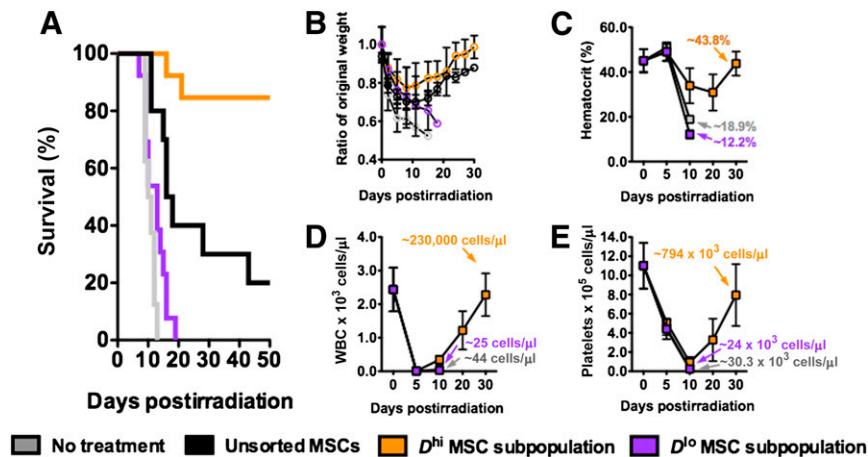 A
Survival (%)
100
80
60
40
20
0
0 10 20 30 40 50
Days postirradiation
B
Ratio of original weight
1.2
1.0
0.8
0.6
0.4
0 10 20 30
Days postirradiation
C
Hematocrit (%)
60.0
40.0
20.0
0.0
~43.8%
~18.9%
~12.2%
0 5 10 20 30
Days postirradiation
D
WBC x 10³ cells/µl
4.0
3.0
2.0
1.0
0.0
~230,000 cells/µl
~25 cells/µl
~44 cells/µl
0 5 10 20 30
Days postirradiation
E
Platelets x 10⁵ cells/µl
14.0
12.0
10.0
8.0
6.0
4.0
2.0
0.0
~794 x 10³ cells/µl
~24 x 10³ cells/µl
~30.3 x 10³ cells/µl
0 5 10 20 30
Days postirradiation
No treatment Unsorted MSCs Dʰⁱ MSC subpopulation Dˡᵒ MSC subpopulation